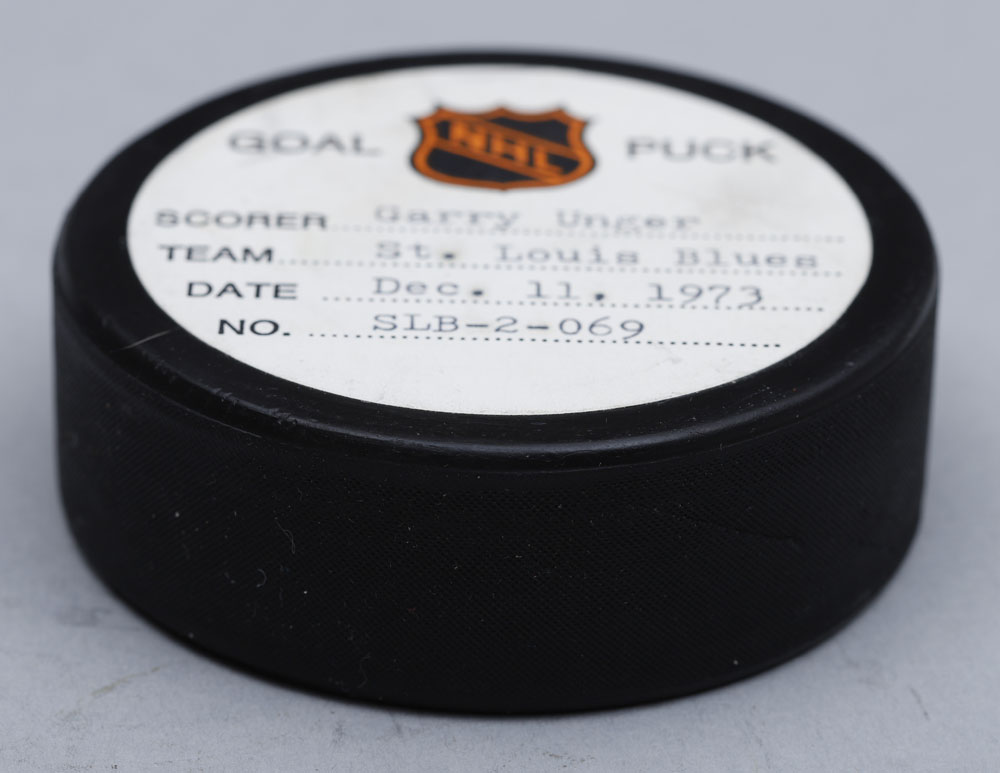 GOAL NHL PUCK
SCORER Garry Unger
TEAM St. Louis Blues
DATE Dec. 11, 1973
NO. SLB-2-069